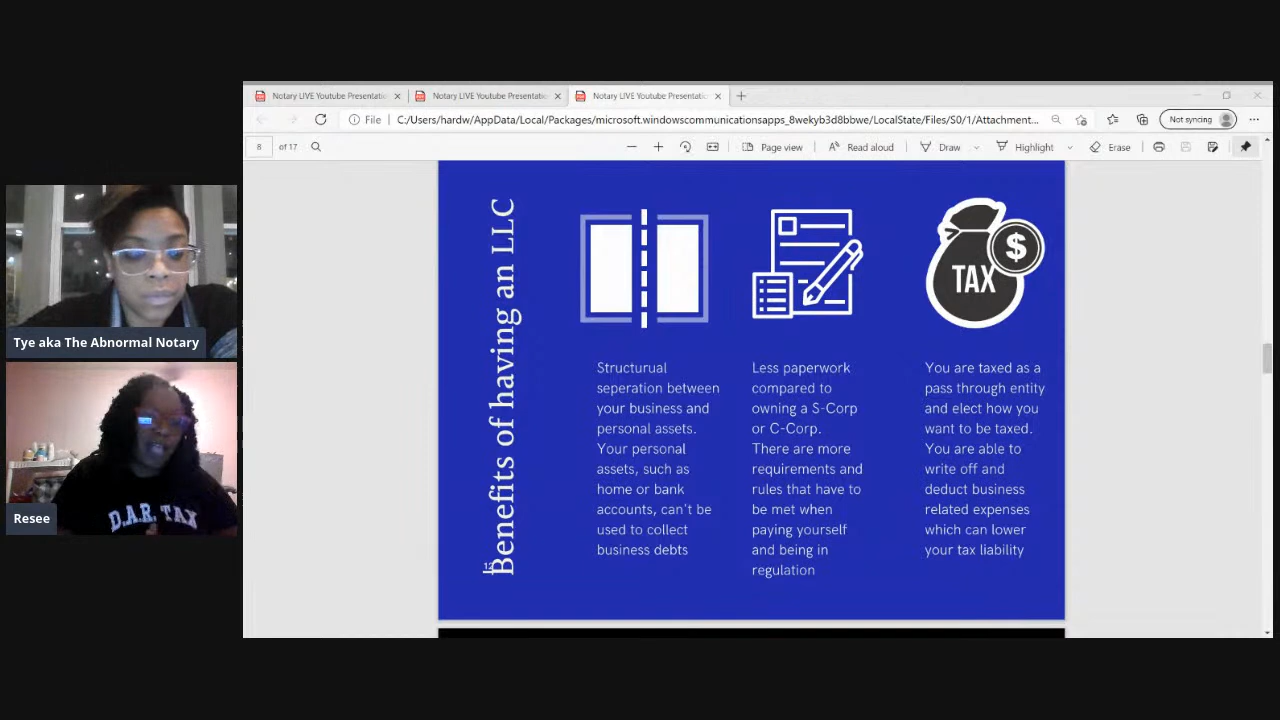 Notary LIVE Youtube Presentatio
Notary LIVE Youtube Presentatio
Notary LIVE Youtube Presentatio
File
C:/Users/hardw/AppData/Local/Packages/microsoft.windowscommunicationsapps_8wekyb3d8bbwe/LocalState/Files/S0/1/Attachment...
Not syncing
8 of 17
Page view
Read aloud
Draw
Highlight
Erase
Tye aka The Abnormal Notary
D.A.R. TAX
Resee
Benefits of having an LLC
12
TAX
$
Structurual
seperation between
your business and
personal assets.
Your personal
assets, such as
home or bank
accounts, can't be
used to collect
business debts
Less paperwork
compared to
owning a S-Corp
or C-Corp.
There are more
requirements and
rules that have to
be met when
paying yourself
and being in
regulation
You are taxed as a
pass through entity
and elect how you
want to be taxed.
You are able to
write off and
deduct business
related expenses
which can lower
your tax liability